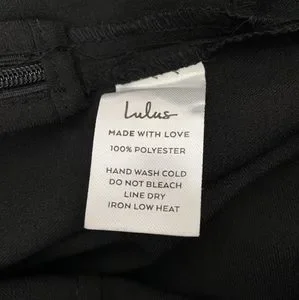 Lulus
MADE WITH LOVE
100% POLYESTER
HAND WASH COLD
DO NOT BLEACH
LINE DRY
IRON LOW HEAT